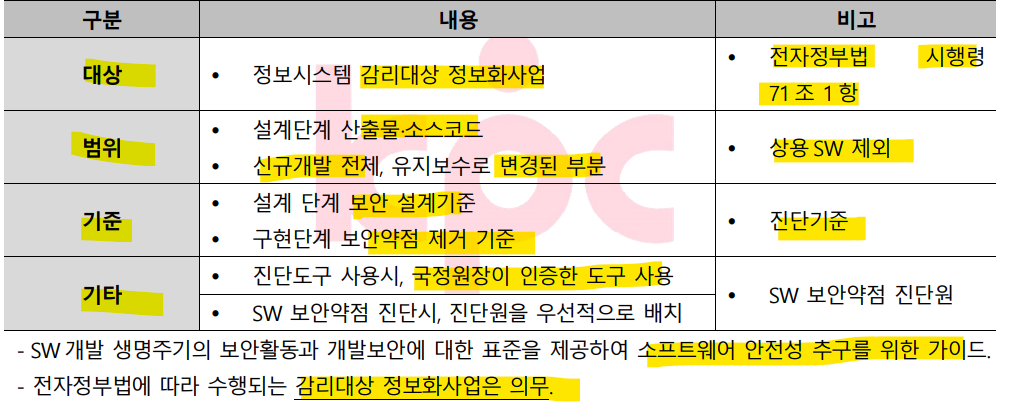 구분 내용 비고
대상 • 정보시스템 감리대상 정보화사업 • 전자정부법 시행령
71조 1항
범위 • 설계단계 산출물·소스코드
• 신규개발 전체, 유지보수로 변경된 부분 • 상용SW 제외
기준 • 설계 단계 보안 설계기준
• 구현단계 보안약점 제거 기준 • 진단기준
기타 • 진단도구 사용시, 국정원장이 인증한 도구 사용
• SW 보안약점 진단시, 진단원을 우선적으로 배치 • SW 보안약점 진단원
- SW개발 생명주기의 보안활동과 개발보안에 대한 표준을 제공하여 소프트웨어 안전성 추구를 위한 가이드.
- 전자정부법에 따라 수행되는 감리대상 정보화사업은 의무.
kpc